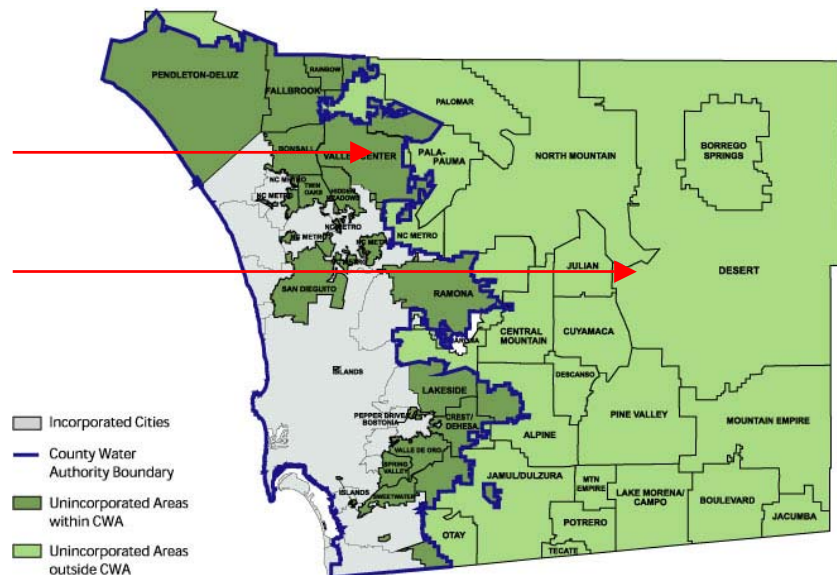 PENDLETON-DELUZ
RAINBOW
FALLBROOK
PALOMAR
BONSALL
VALLEY CENTER
PALA-
PAUMA
NORTH MOUNTAIN
BORREGO
SPRINGS
NC METRO
NC METRO
TWIN
OAKS
HIDDEN
MEADOWS
NC METRO
NC METRO
NC METRO
NC METRO
SAN DIEGUITO
RAMONA
JULIAN
DESERT
CENTRAL
MOUNTAIN
CUYAMACA
ISLANDS
LAKESIDE
DESCANSO
PINE VALLEY
MOUNTAIN EMPIRE
PEPPER DRIVE/
BOSTONIA
CREST/
DEHESA
ALPINE
VALLE DE ORO
SPRING
VALLEY
JAMUL/DULZURA
MTN
EMPIRE
LAKE MORENA/
CAMPO
BOULEVARD
JACUMBA
ISLANDS
SWEETWATER
OTAY
POTRERO
TECATE
Incorporated Cities
County Water
Authority Boundary
Unincorporated Areas
within CWA
Unincorporated Areas
outside CWA